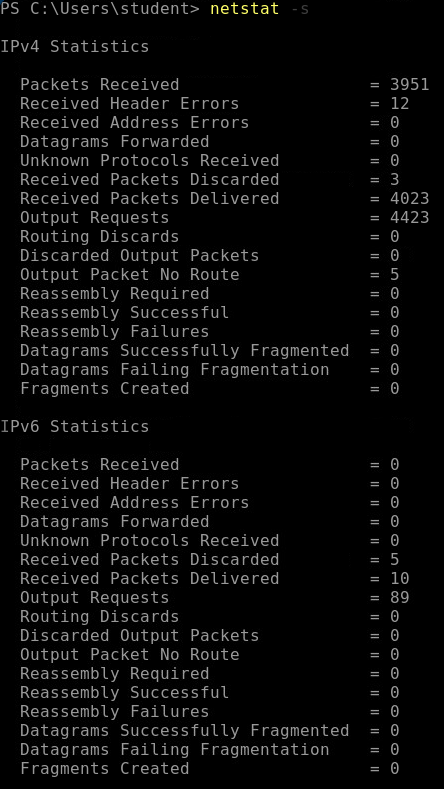 PS C:\Users\student> netstat -s
IPv4 Statistics
Packets Received = 3951
Received Header Errors = 12
Received Address Errors = 0
Datagrams Forwarded = 0
Unknown Protocols Received = 0
Received Packets Discarded = 3
Received Packets Delivered = 4023
Output Requests = 4423
Routing Discards = 0
Discarded Output Packets = 0
Output Packet No Route = 5
Reassembly Required = 0
Reassembly Successful = 0
Reassembly Failures = 0
Datagrams Successfully Fragmented = 0
Datagrams Failing Fragmentation = 0
Fragments Created = 0
IPv6 Statistics
Packets Received = 0
Received Header Errors = 0
Received Address Errors = 0
Datagrams Forwarded = 0
Unknown Protocols Received = 0
Received Packets Discarded = 5
Received Packets Delivered = 10
Output Requests = 89
Routing Discards = 0
Discarded Output Packets = 0
Output Packet No Route = 0
Reassembly Required = 0
Reassembly Successful = 0
Reassembly Failures = 0
Datagrams Successfully Fragmented = 0
Datagrams Failing Fragmentation = 0
Fragments Created = 0